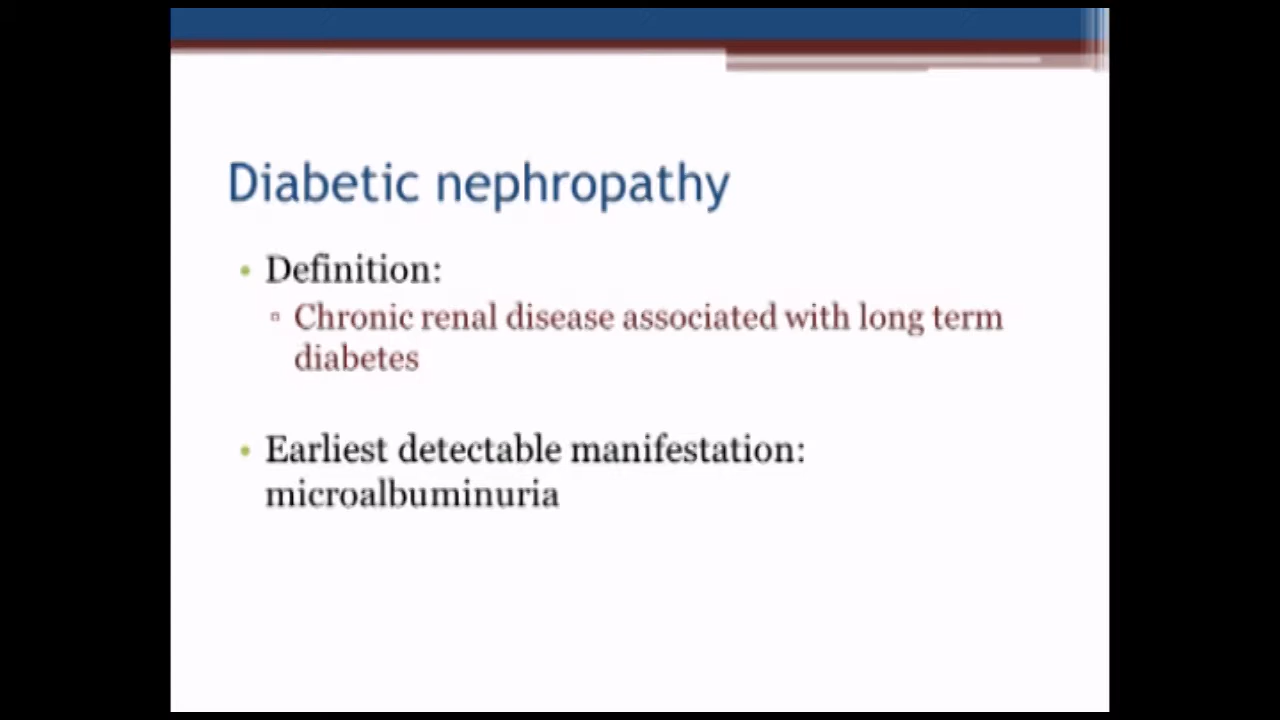 Diabetic nephropathy
• Definition:
▫ Chronic renal disease associated with long term
diabetes
• Earliest detectable manifestation:
microalbuminuria